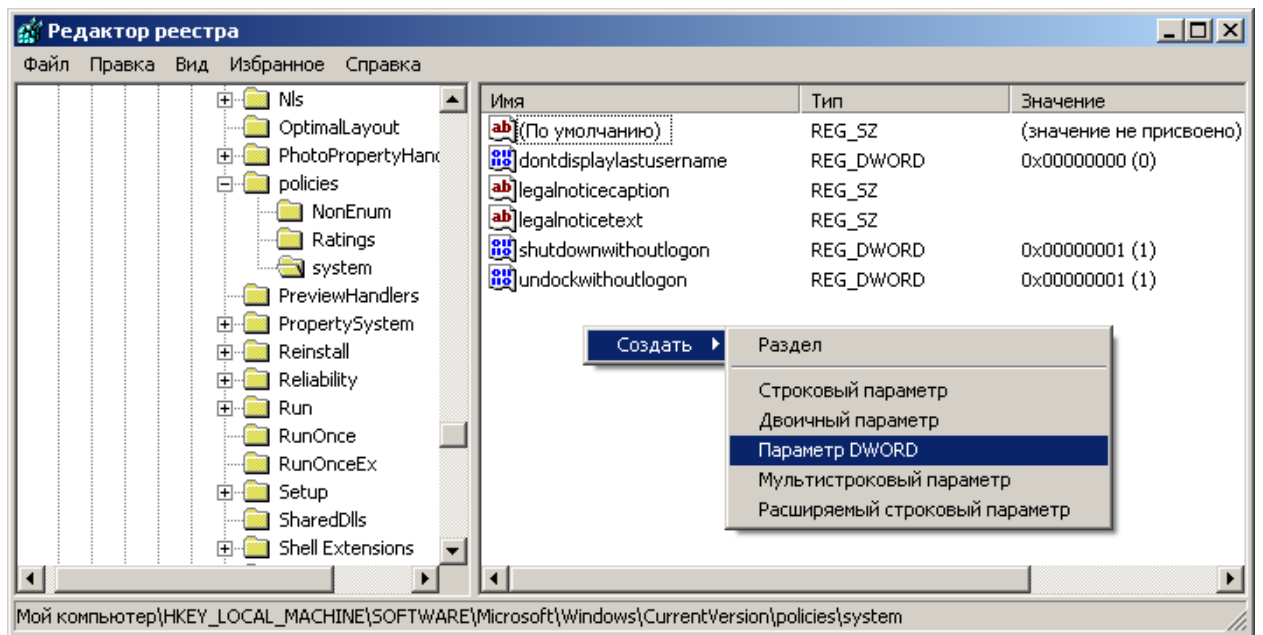 Редактор реестра
Файл Правка Вид Избранное Справка
Nls
OptimalLayout
PhotoPropertyHand
policies
NonEnum
Ratings
system
PreviewHandlers
PropertySystem
Reinstall
Reliability
Run
RunOnce
RunOnceEx
Setup
SharedDlls
Shell Extensions
Имя Тип Значение
(По умолчанию) REG_SZ (значение не присвоено)
dontdisplaylastusername REG_DWORD 0x00000000 (0)
legalnoticecaption REG_SZ
legalnoticetext REG_SZ
shutdownwithoutlogon REG_DWORD 0x00000001 (1)
undockwithoutlogon REG_DWORD 0x00000001 (1)
Создать
Раздел
Строковый параметр
Двоичный параметр
Параметр DWORD
Мультистроковый параметр
Расширяемый строковый параметр
Мой компьютер\HKEY_LOCAL_MACHINE\SOFTWARE\Microsoft\Windows\CurrentVersion\policies\system